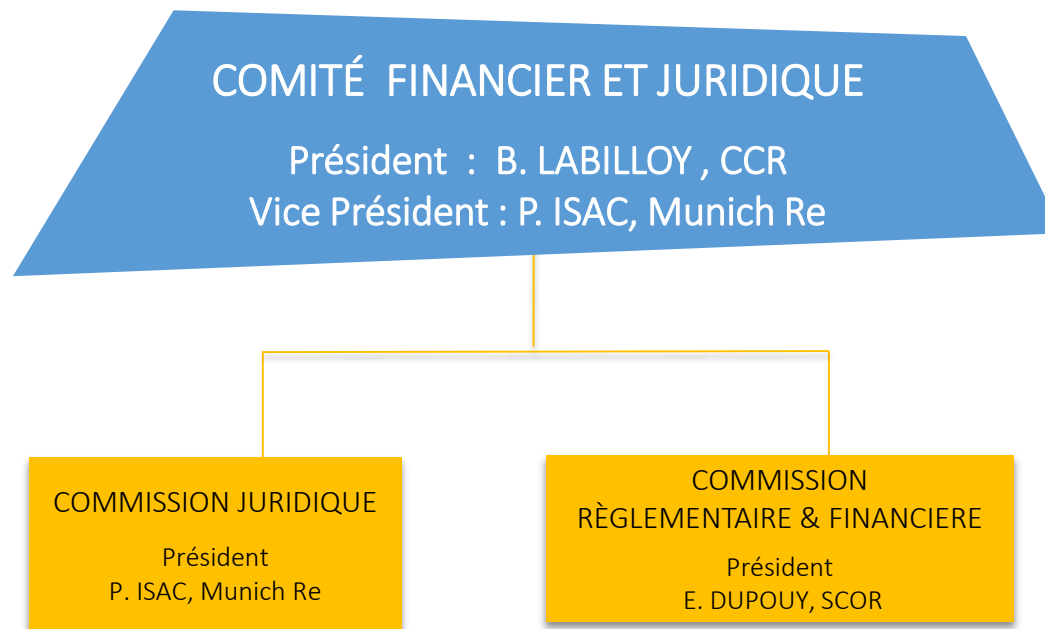 COMITÉ FINANCIER ET JURIDIQUE
Président : B. LABILLOY , CCR
Vice Président : P. ISAC, Munich Re
COMMISSION JURIDIQUE
Président
P. ISAC, Munich Re
COMMISSION
RÈGLEMENTAIRE & FINANCIERE
Président
E. DUPOUY, SCOR